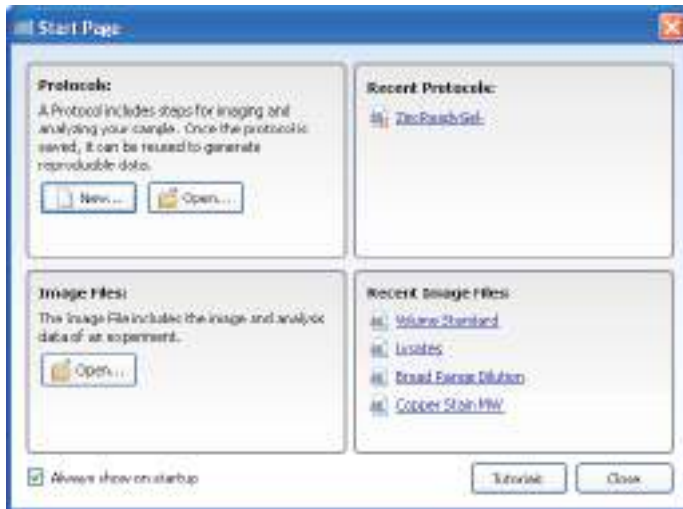 Start Page
Protocols:
A Protocol includes steps for imaging and
analyzing your sample. Once the protocol is
saved, it can be reused to generate
reproducible data.
New...
Open...
Recent Protocols:
ZincReadyGel
Image Files:
The Image File includes the image and analysis
data of an experiment.
Open...
Recent Image Files
Volume Standard
Lysates
Broad Range Dilution
Copper Stain MW
Always show on startup
Tutorials
Close